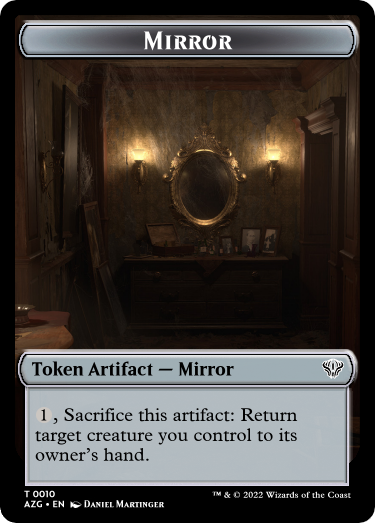 Mirror
Token Artifact — Mirror
1, Sacrifice this artifact: Return
target creature you control to its
owner's hand.
T 0010
AZG • EN Daniel Martinger
™ & © 2022 Wizards of the Coast